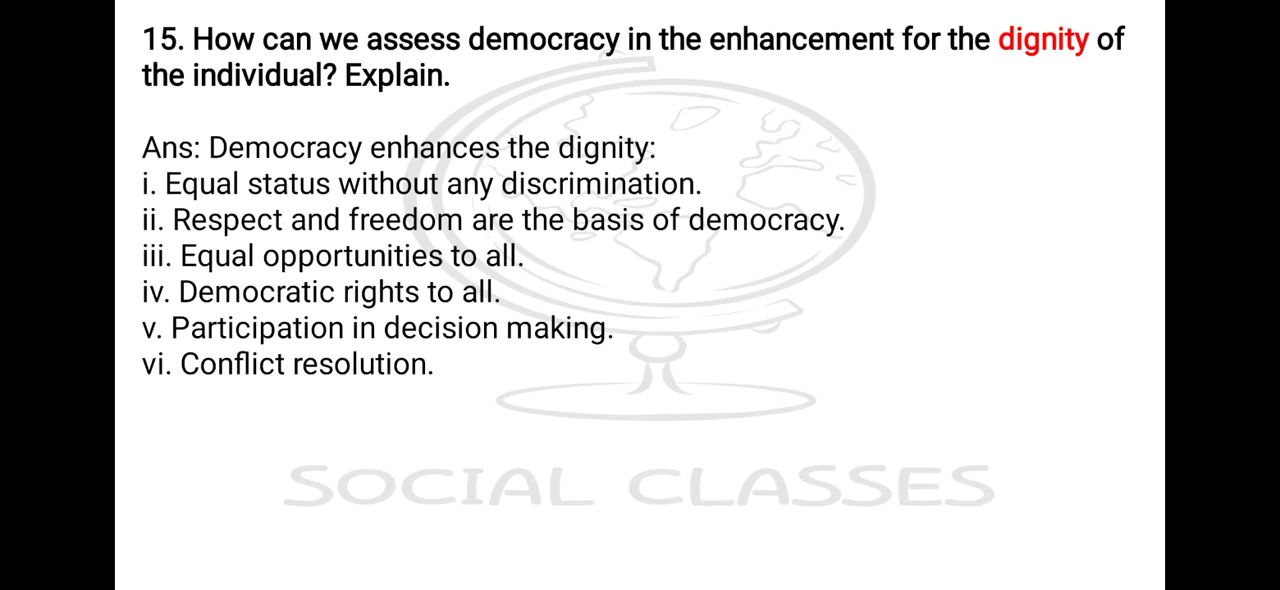 15. How can we assess democracy in the enhancement for the dignity of
the individual? Explain.
Ans: Democracy enhances the dignity:
i. Equal status without any discrimination.
ii. Respect and freedom are the basis of democracy.
iii. Equal opportunities to all.
iv. Democratic rights to all.
v. Participation in decision making.
vi. Conflict resolution.
SOCIAL CLASSES